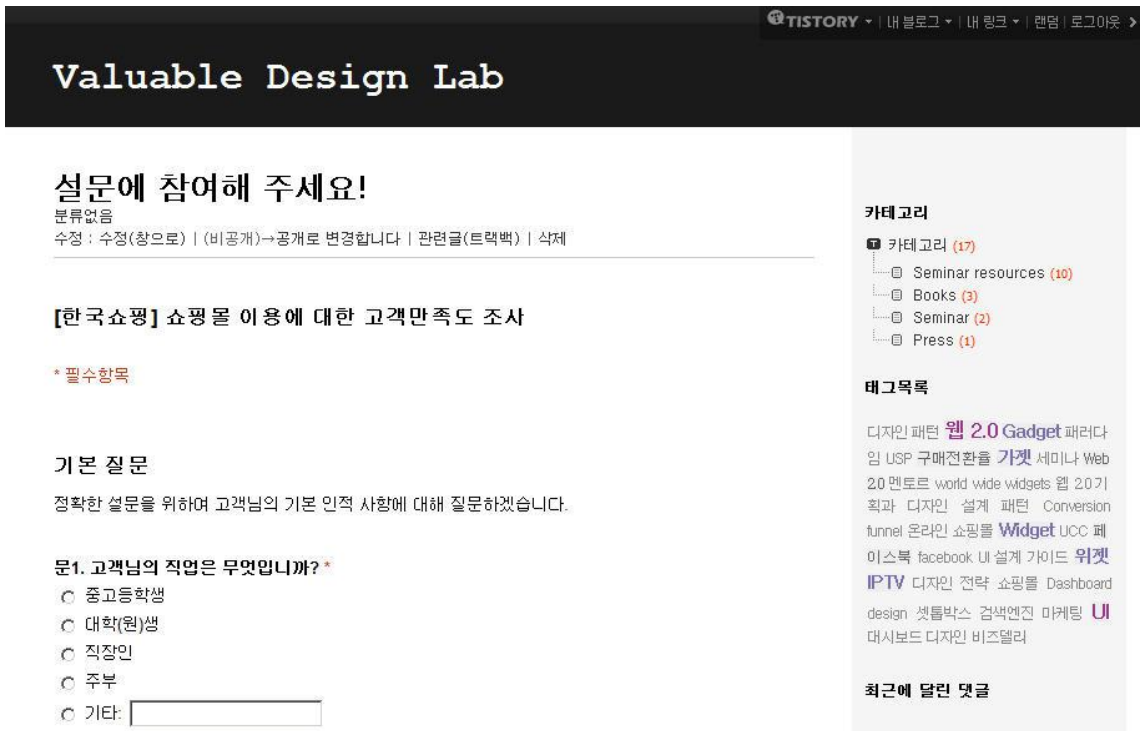 TISTORY | 내 블로그 | 내 링크 | 랜덤 | 로그아웃
Valuable Design Lab
설문에 참여해 주세요!
분류없음
수정 : 수정(창으로) | (비공개)→공개로 변경합니다 | 관련글(트랙백) | 삭제
[한국쇼핑] 쇼핑몰 이용에 대한 고객만족도 조사
* 필수항목
기본 질문
정확한 설문을 위하여 고객님의 기본 인적 사항에 대해 질문하겠습니다.
문1. 고객님의 직업은 무엇입니까? *
중고등학생
대학(원)생
직장인
주부
기타:
카테고리
카테고리 (17)
Seminar resources (10)
Books (3)
Seminar (2)
Press (1)
태그목록
디자인 패턴 웹 2.0 Gadget 패러다
임 USP 구매전환율 가젯 세미나 Web
2.0 멘토르 world wide widgets 웹 2.0 기
획과 디자인 설계 패턴 Conversion
funnel 온라인 쇼핑몰 Widget UCC 페
이스북 facebook UI 설계 가이드 위젯
IPTV 디자인 전략 쇼핑몰 Dashboard
design 셋톱박스 검색엔진 마케팅 UI
대시보드 디자인 비즈델리
최근에 달린 댓글